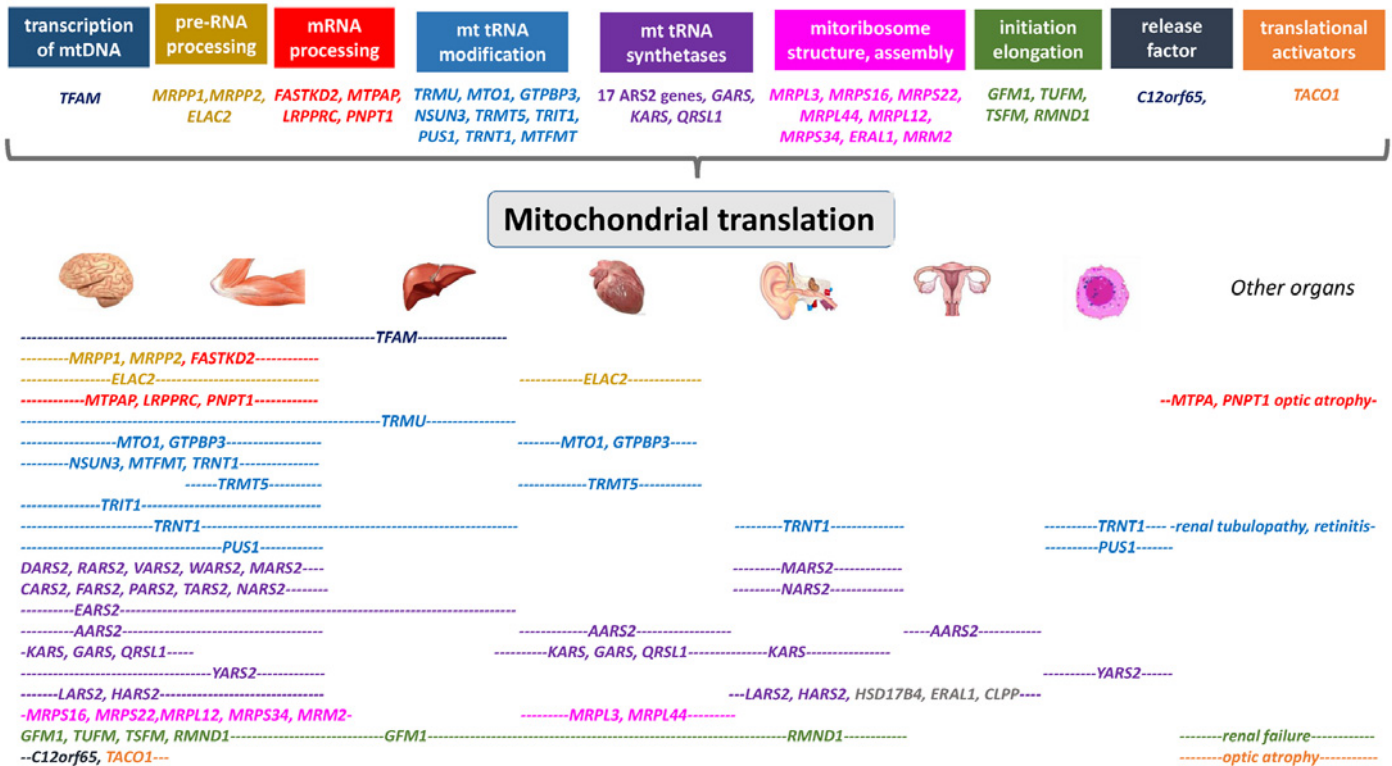 transcription
of mtDNA
pre-RNA
processing
mRNA
processing
mt tRNA
modification
mt tRNA
synthetases
mitoribosome
structure, assembly
initiation
elongation
release
factor
translational
activators
TFAM
MRPP1,MRPP2,
ELAC2
FASTKD2, MTPAP,
LRPPRC, PNPT1
TRMU, MTO1, GTPBP3,
NSUN3, TRMT5, TRIT1,
PUS1, TRNT1, MTFMT
17 ARS2 genes, GARS,
KARS, QRSL1
MRPL3, MRPS16, MRPS22,
MRPL44, MRPL12,
MRPS34, ERAL1, MRM2
GFM1, TUFM,
TSFM, RMND1
C12orf65,
TACO1
Mitochondrial translation
Other organs
TFAM
MRPP1, MRPP2, FASTKD2
ELAC2 ELAC2
MTPAP, LRPPRC, PNPT1 MTPA, PNPT1 optic atrophy
TRMU
MTO1, GTPBP3 MTO1, GTPBP3
NSUN3, MTFMT, TRNT1
TRMT5 TRMT5
TRIT1
TRNT1 TRNT1 TRNT1 renal tubulopathy, retinitis
PUS1 PUS1
DARS2, RARS2, VARS2, WARS2, MARS2 MARS2
CARS2, FARS2, PARS2, TARS2, NARS2 NARS2
EARS2
AARS2 AARS2 AARS2
KARS, GARS, QRSL1 KARS, GARS, QRSL1 KARS
YARS2 YARS2
LARS2, HARS2 LARS2, HARS2, HSD17B4, ERAL1, CLPP
MRPS16, MRPS22,MRPL12, MRPS34, MRM2 MRPL3, MRPL44
GFM1, TUFM, TSFM, RMND1 GFM1 RMND1 renal failure
C12orf65, TACO1 optic atrophy